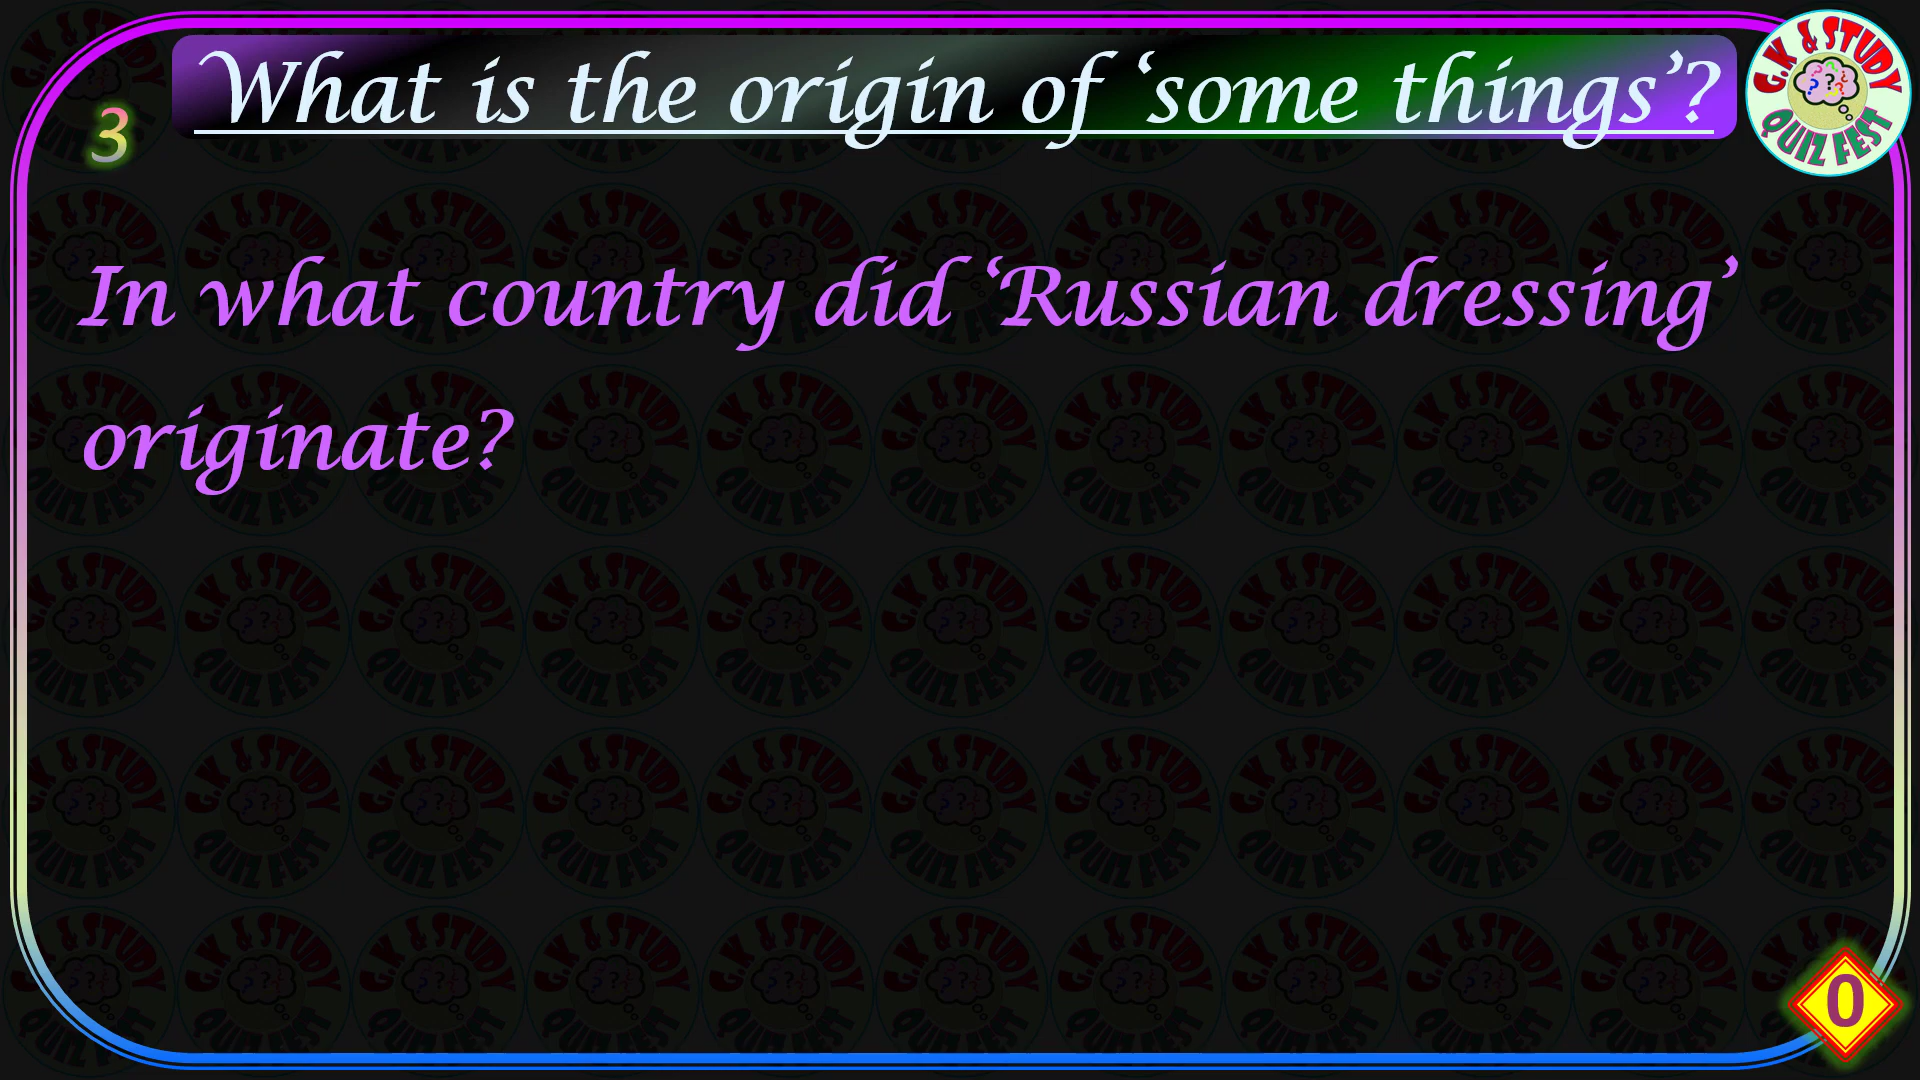 What is the origin of ‘some things’?
G.K & STUDY
QUIZ FEST
3
In what country did ‘Russian dressing’
originate?
0